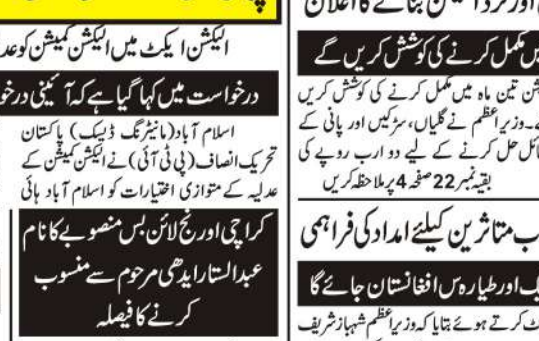 الیکشن ایکٹ میں الیکشن کمیشن کو عد
درخواست میں کہا گیا ہے کہ آئینی درخو
اسلام آباد (مانیٹرنگ ڈیسک) پاکستان
تحریک انصاف (پی ٹی آئی) نے الیکشن کمیشن کے
عدلیہ کے متوازی اختیارات کو اسلام آباد ہائی
کراچی اورنج لائن بس منصوبے کا نام
عبدالستار ایدھی مرحوم سے منسوب
کرنے کا فیصلہ
بنانے کا اعلان
میں مکمل کرنے کی کوشش کریں گے
شن تین ماہ میں مکمل کرنے کی کوشش کریں
گے۔ وزیراعظم نے گلیاں، سڑکیں اور پانی کے
مسائل حل کرنے کے لیے دو ارب روپے کی
بقیہ نمبر 22 صفحہ 4 پر ملاحظہ کریں
ب متاثرین کیلئے امداد کی فراہمی
ک اور طیارہ س افغانستان جائے گا
ٹ کرتے ہوئے بتایا کہ وزیراعظم شہباز شریف